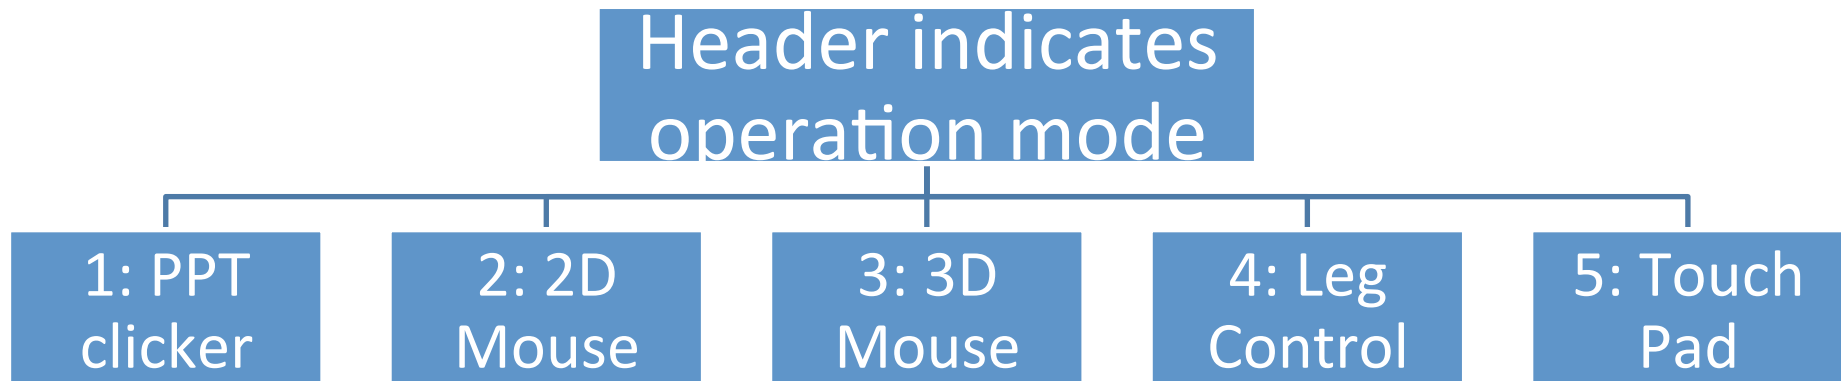 Header indicates
operation mode
1: PPT
clicker
2: 2D
Mouse
3: 3D
Mouse
4: Leg
Control
5: Touch
Pad